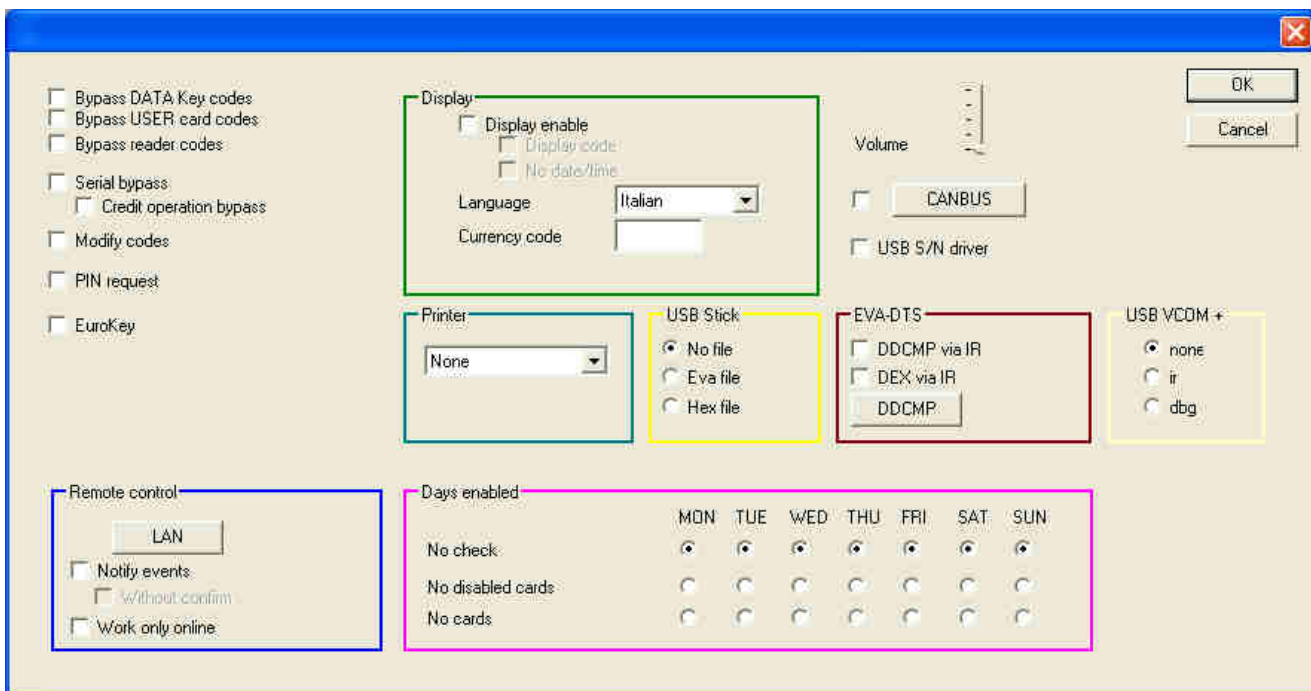 Bypass DATA Key codes
Bypass USER card codes
Bypass reader codes
Serial bypass
Credit operation bypass
Modify codes
PIN request
EuroKey
Display
Display enable
Display code
No date/time
Language Italian
Currency code
Volume
CANBUS
USB S/N driver
OK
Cancel
Printer
None
USB Stick
No file
Eva file
Hex file
EVA-DTS
DDCMP via IR
DEX via IR
DDCMP
USB VCOM +
none
ir
dbg
Remote control
LAN
Notify events
Without confirm
Work only online
Days enabled
MON TUE WED THU FRI SAT SUN
No check
No disabled cards
No cards